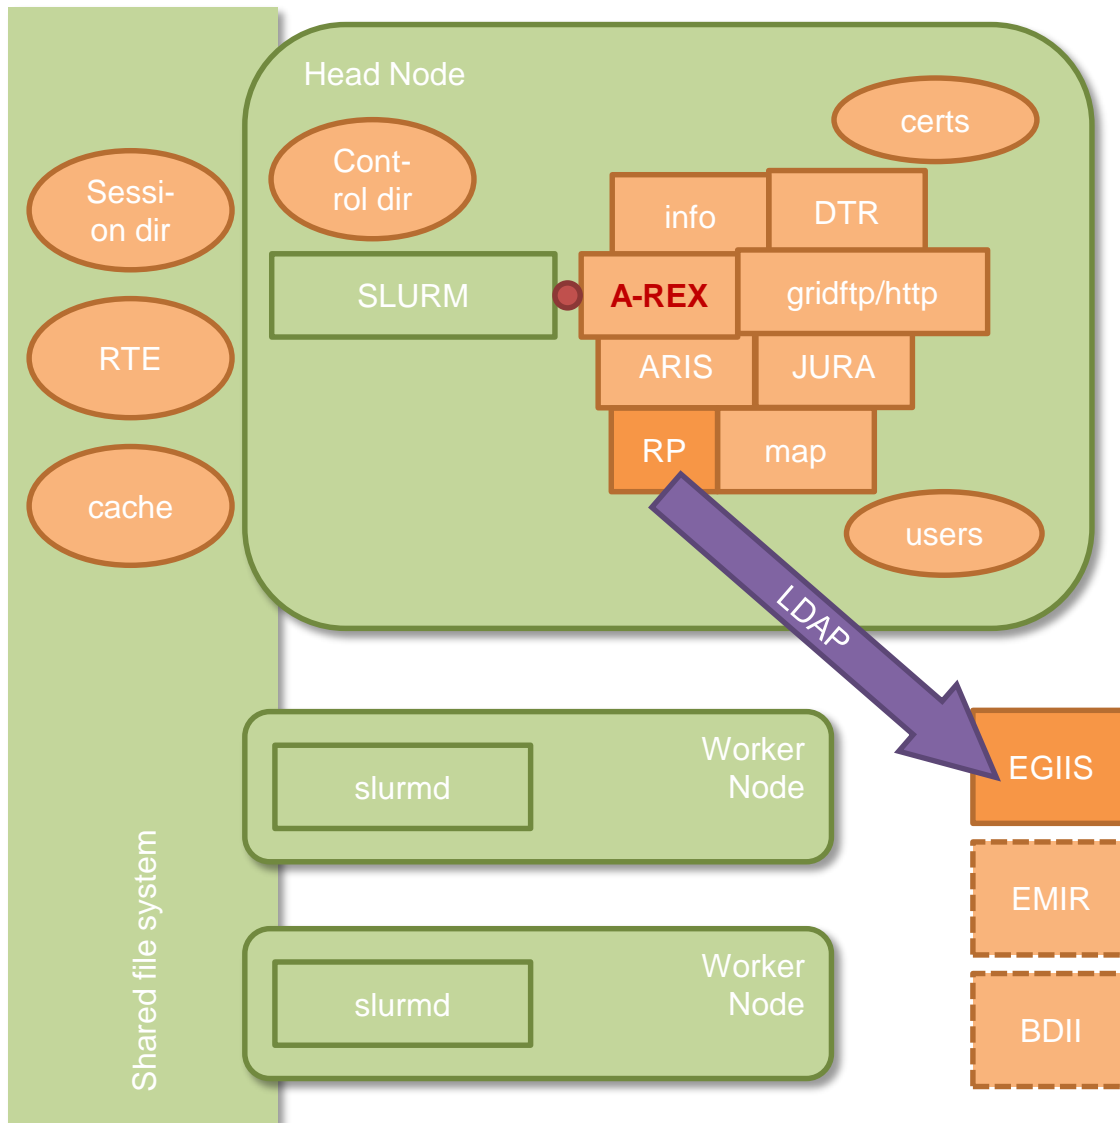 Head Node
certs
Cont-
rol dir
Sessi-
on dir
info
DTR
SLURM
A-REX
gridftp/http
RTE
ARIS
JURA
RP
map
cache
users
LDAP
Worker
Node
slurmd
EGIIS
EMIR
Shared file system
Worker
Node
slurmd
BDII